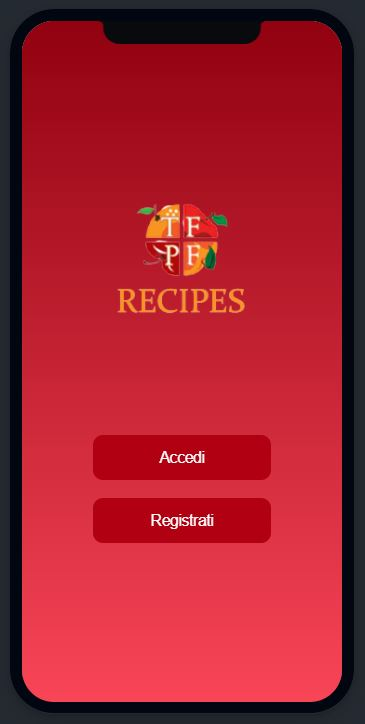 T F
P F
RECIPES
Accedi
Registrati